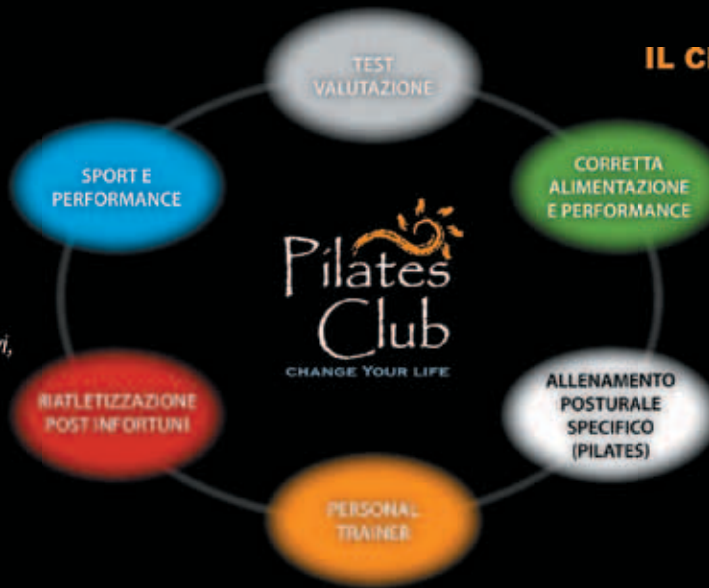 IL C
TEST
VALUTAZIONE
SPORT E
PERFORMANCE
CORRETTA
ALIMENTAZIONE
E PERFORMANCE
Pilates
Club
CHANGE YOUR LIFE
RIATLETIZZAZIONE
POST INFORTUNI
ALLENAMENTO
POSTURALE
SPECIFICO
(PILATES)
PERSONAL
TRAINER